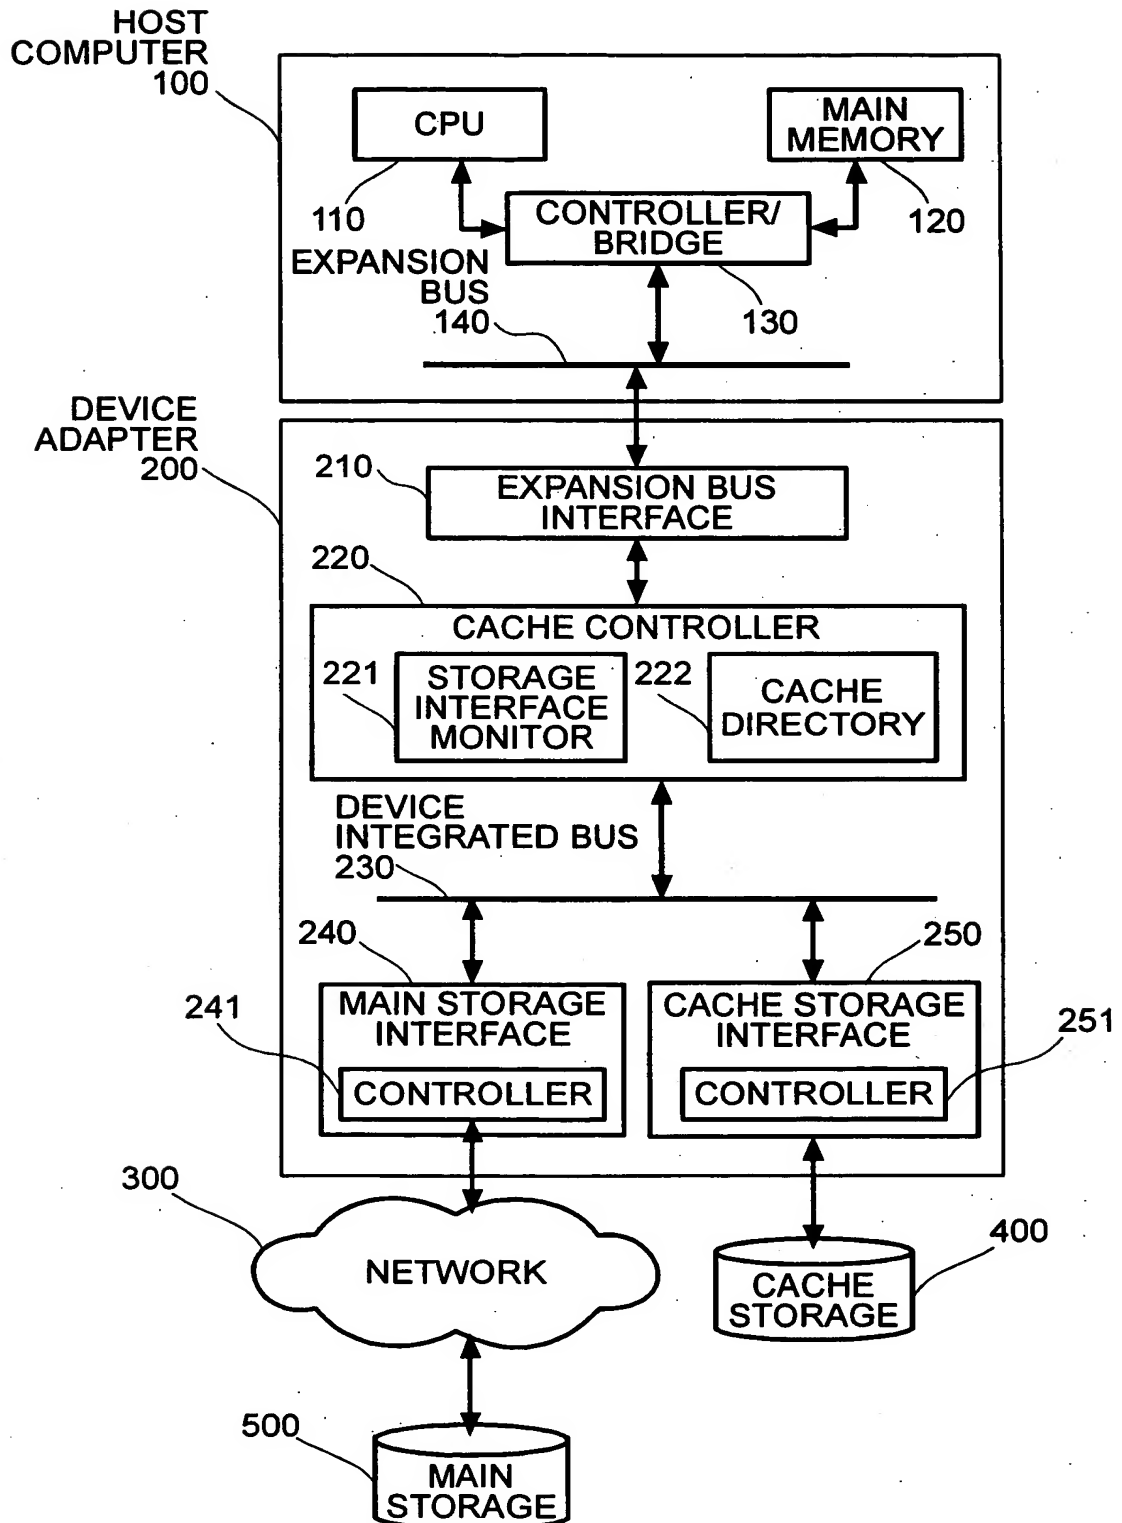 HOST
COMPUTER
100
CPU
MAIN
MEMORY
110
CONTROLLER/
BRIDGE
120
EXPANSION
BUS
140
130
DEVICE
ADAPTER
200
210
EXPANSION BUS
INTERFACE
220
CACHE CONTROLLER
221
STORAGE
INTERFACE
MONITOR
222
CACHE
DIRECTORY
DEVICE
INTEGRATED BUS
230
240
250
241
MAIN STORAGE
INTERFACE
CONTROLLER
CACHE STORAGE
INTERFACE
CONTROLLER
251
300
NETWORK
400
CACHE
STORAGE
500
MAIN
STORAGE